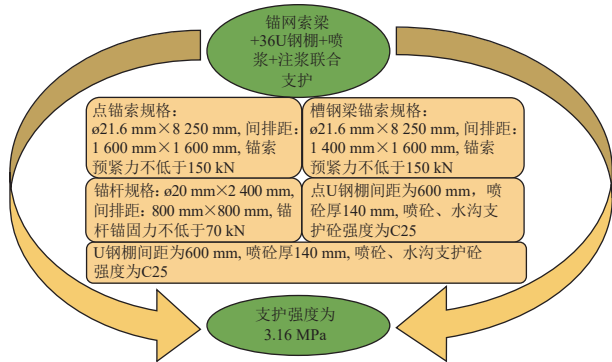 锚网索梁
+36U钢棚+喷
浆+注浆联合
支护
点锚索规格：
ø21.6 mm×8 250 mm, 间排距：
1 600 mm×1 600 mm, 锚索
预紧力不低于150 kN
槽钢梁锚索规格：
ø21.6 mm×8 250 mm, 间排距：
1 400 mm×1 600 mm, 锚索
预紧力不低于150 kN
锚杆规格：ø20 mm×2 400 mm,
间排距：800 mm×800 mm, 锚
杆锚固力不低于70 kN
点U钢棚间距为600 mm，喷
砼厚140 mm, 喷砼、水沟支
护砼强度为C25
U钢棚间距为600 mm, 喷砼厚140 mm, 喷砼、水沟支护砼
强度为C25
支护强度为
3.16 MPa